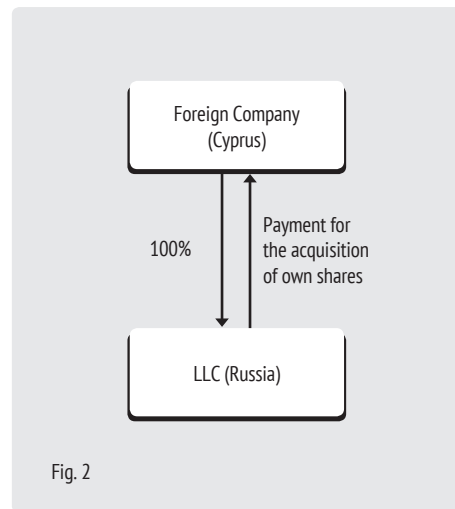 Foreign Company
(Cyprus)
100%
Payment for
the acquisition
of own shares
LLC (Russia)
Fig. 2